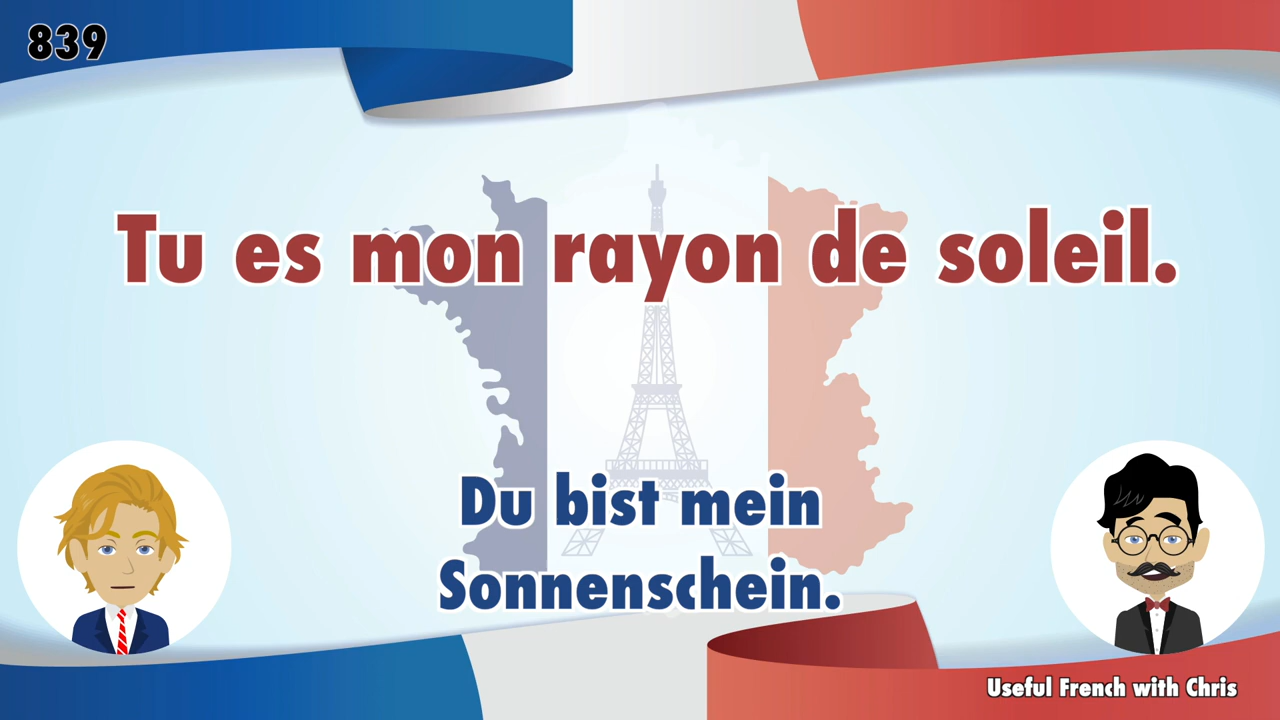 839
Tu es mon rayon de soleil.
Du bist mein
Sonnenschein.
Useful French with Chris